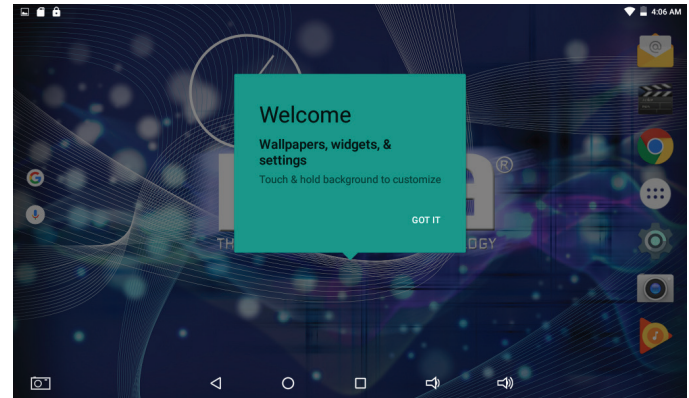 4:06 AM
Welcome
Wallpapers, widgets, &
settings
Touch & hold background to customize
GOT IT